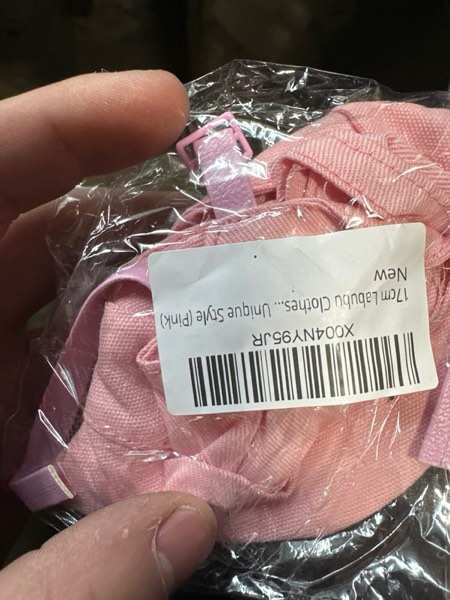 X004NY95JR
17cm Labubu Clothes... Unique Style (Pink)
New